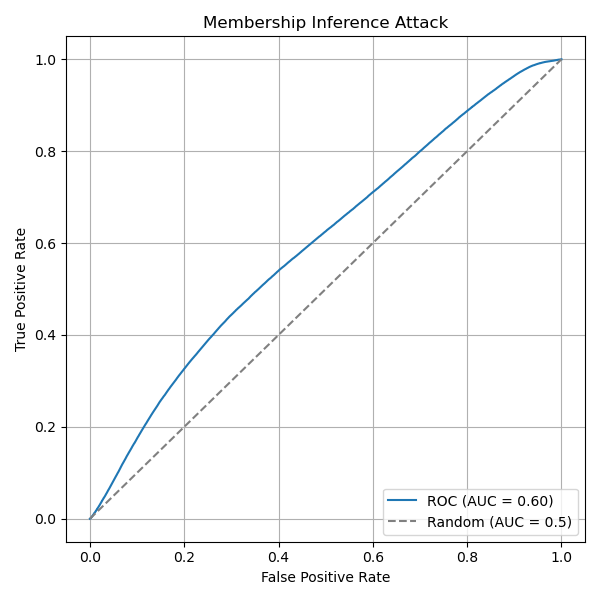 Membership Inference Attack
True Positive Rate
1.0
0.8
0.6
0.4
0.2
0.0
ROC (AUC = 0.60)
Random (AUC = 0.5)
0.0 0.2 0.4 0.6 0.8 1.0
False Positive Rate